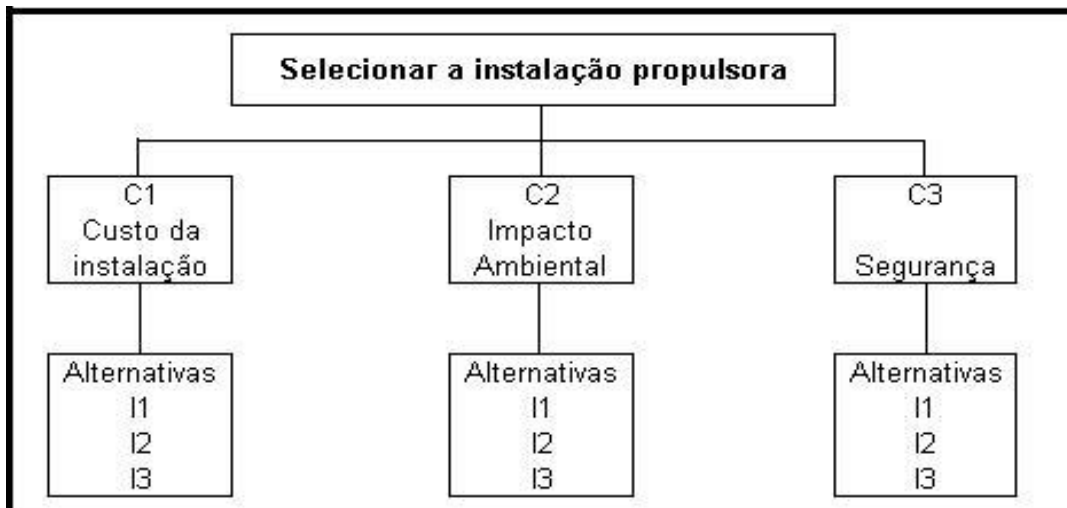 Selecionar a instalação propulsora
C1
Custo da
instalação
C2
Impacto
Ambiental
C3
Segurança
Alternativas
I1
I2
I3
Alternativas
I1
I2
I3
Alternativas
I1
I2
I3